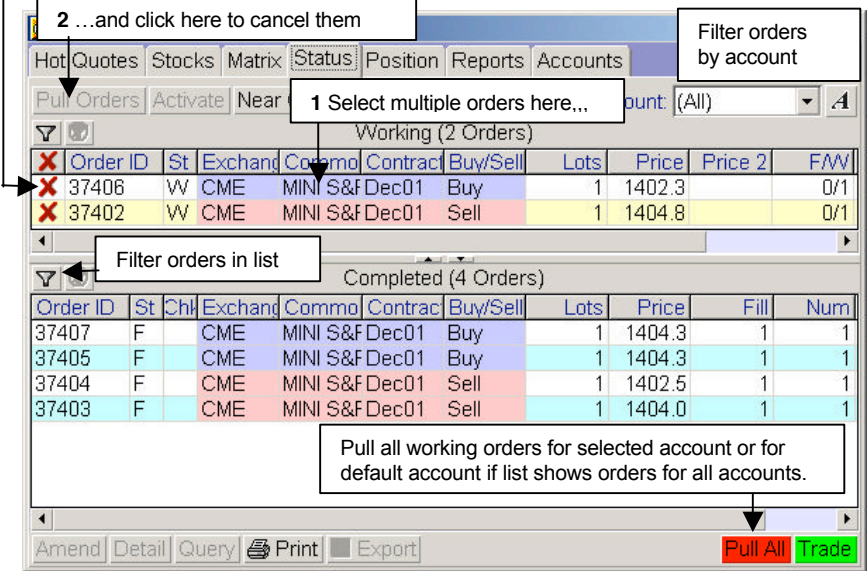 2 …and click here to cancel them
Filter orders
by account
Hot Quotes Stocks Matrix Status Position Reports Accounts
Pull Orders Activate Near
1 Select multiple orders here,,,
ount: (All) A
Working (2 Orders)
Order ID St Exchang Commo Contract Buy/Sell Lots Price Price 2 F/W
37406 W CME MINI S&P Dec01 Buy 1 1402.3 0/1
37402 W CME MINI S&P Dec01 Sell 1 1404.8 0/1
Filter orders in list
Completed (4 Orders)
Order ID St Chk Exchang Commo Contrac Buy/Sell Lots Price Fill Num
37407 F CME MINI S&P Dec01 Buy 1 1404.3 1 1
37405 F CME MINI S&P Dec01 Buy 1 1404.3 1 1
37404 F CME MINI S&P Dec01 Sell 1 1402.5 1 1
37403 F CME MINI S&P Dec01 Sell 1 1404.0 1 1
Pull all working orders for selected account or for
default account if list shows orders for all accounts.
Amend Detail Query Print Export Pull All Trade